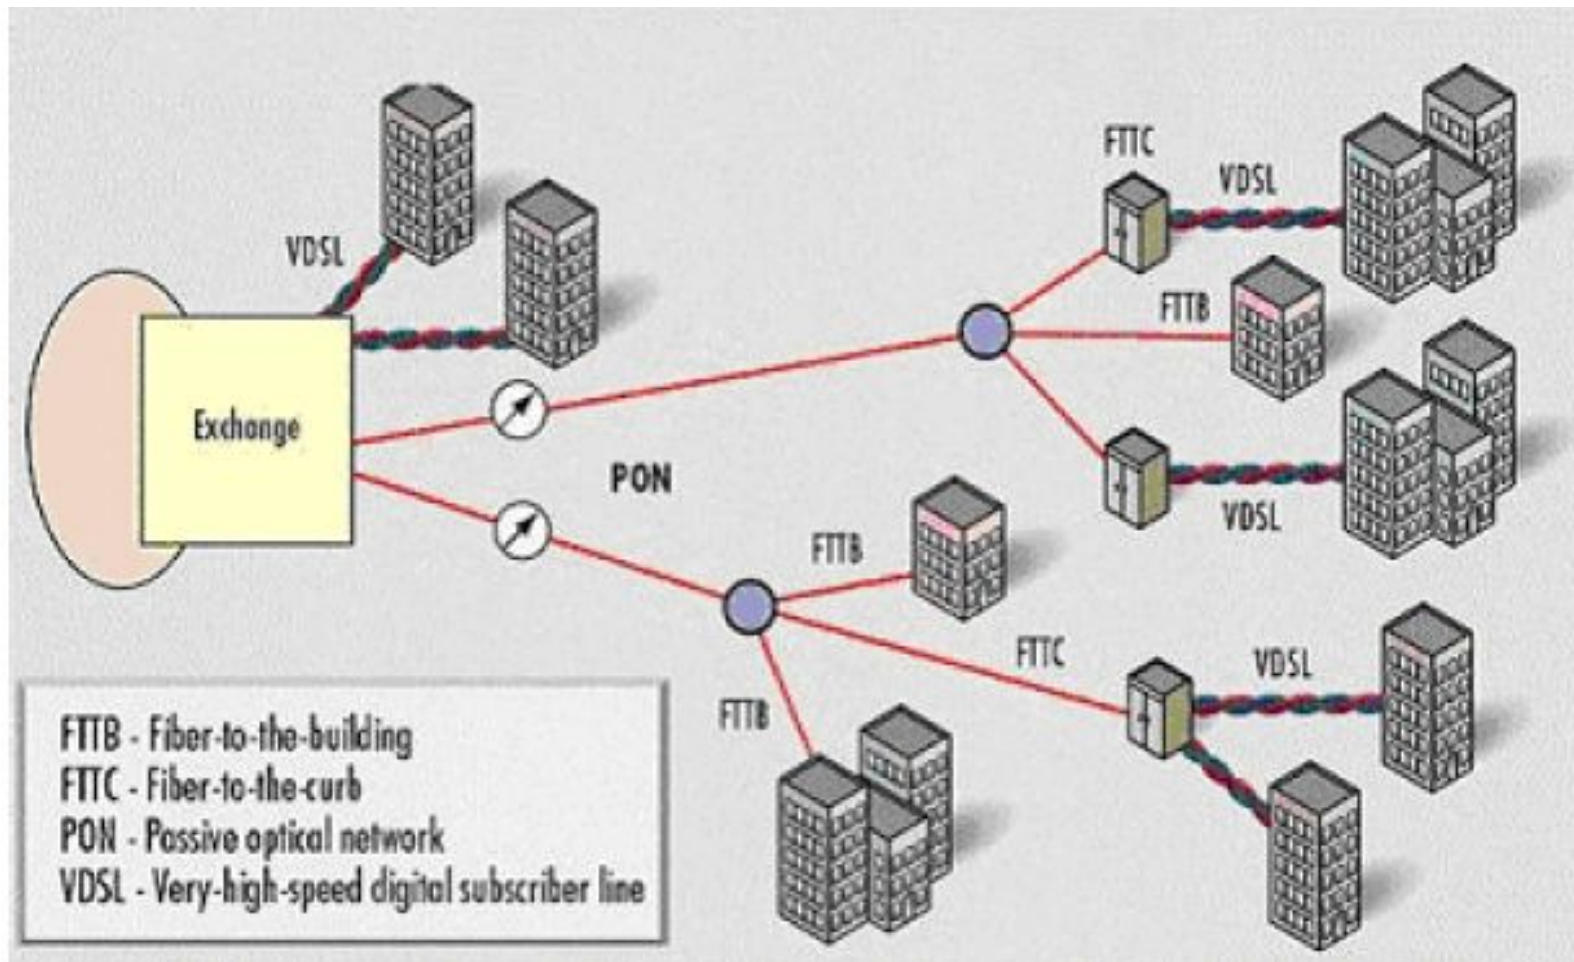 FTTC
VDSL
VDSL
FTTB
Exchange
PON
VDSL
FTTB
FTTC
VDSL
FTTB
FTTB - Fiber-to-the-building
FTTC - Fiber-to-the-curb
PON - Passive optical network
VDSL - Very-high-speed digital subscriber line